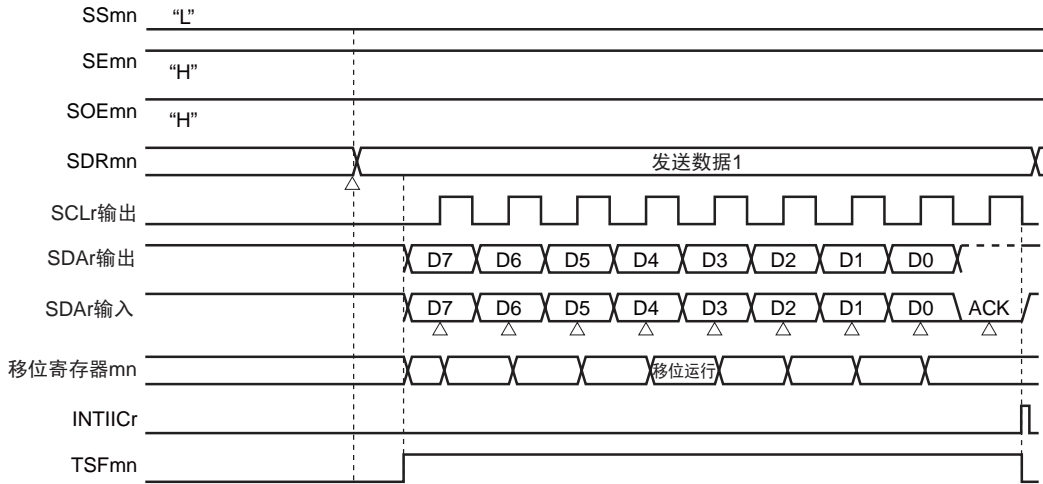 SSmn “L”
SEmn “H”
SOEmn “H”
SDRmn 发送数据1
SCLr输出
SDAr输出 D7 D6 D5 D4 D3 D2 D1 D0
SDAr输入 D7 D6 D5 D4 D3 D2 D1 D0 ACK
移位寄存器mn 移位运行
INTIICr
TSFmn